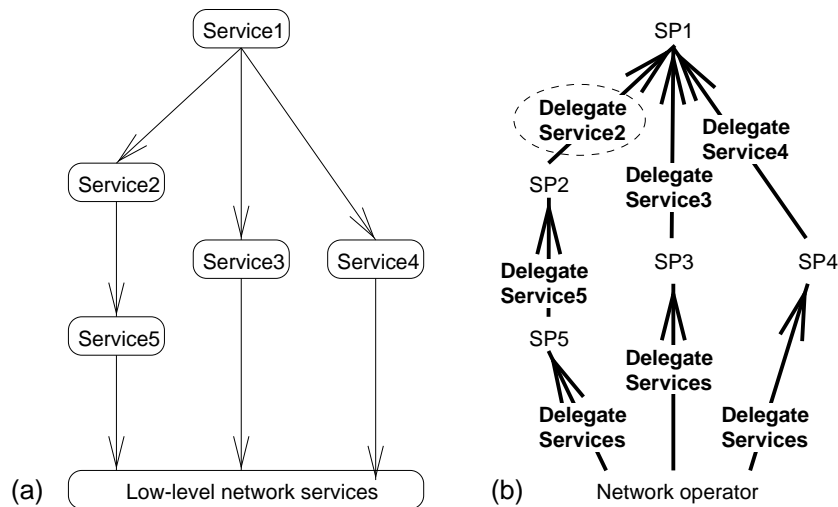 Service1
Service2
Service3
Service4
Service5
(a)
Low-level network services
SP1
Delegate
Service2
Delegate
Service4
SP2
Delegate
Service3
SP3
SP4
Delegate
Service5
SP5
Delegate
Services
Delegate
Services
Delegate
Services
(b)
Network operator